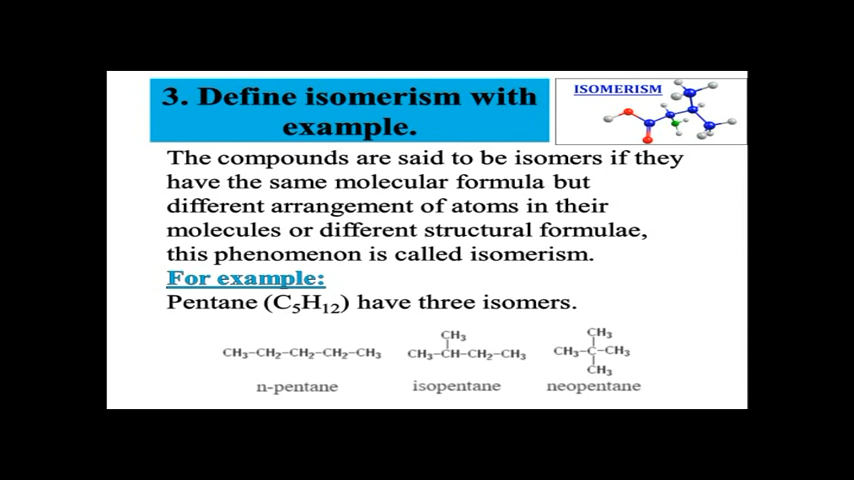 3. Define isomerism with
example.
ISOMERISM
The compounds are said to be isomers if they
have the same molecular formula but
different arrangement of atoms in their
molecules or different structural formulae,
this phenomenon is called isomerism.
For example:
Pentane (C₅H₁₂) have three isomers.
CH₃-CH₂-CH₂-CH₂-CH₃
CH₃
CH₃-CH-CH₂-CH₃
CH₃
CH₃-C-CH₃
CH₃
n-pentane
isopentane
neopentane